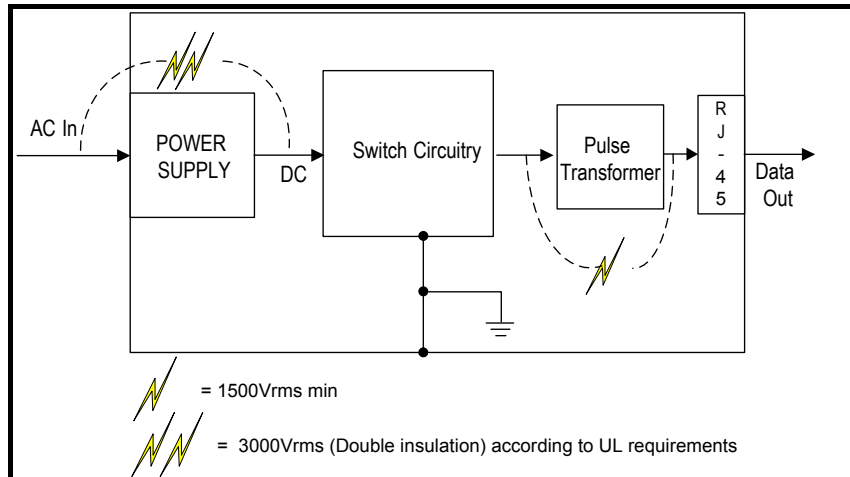 AC In
POWER
SUPPLY
DC
Switch Circuitry
Pulse
Transformer
R
J
-
4
5
Data
Out
= 1500Vrms min
= 3000Vrms (Double insulation) according to UL requirements